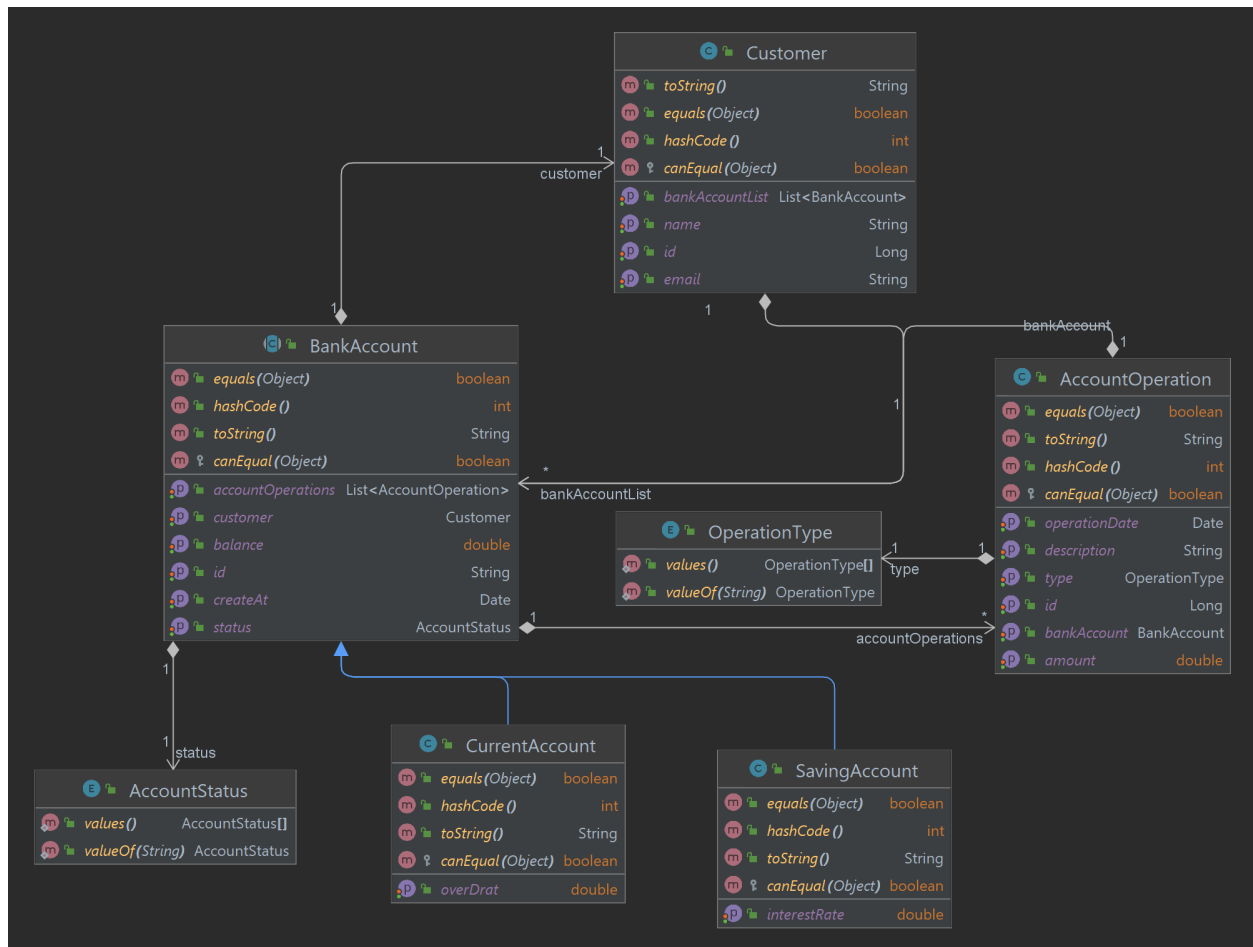 Customer
toString() String
equals(Object) boolean
hashCode() int
canEqual(Object) boolean
bankAccountList List<BankAccount>
name String
id Long
email String
1
customer
1
1
1
bankAccount
1
BankAccount
equals(Object) boolean
hashCode() int
toString() String
canEqual(Object) boolean
accountOperations List<AccountOperation>
customer Customer
balance double
id String
createAt Date
status AccountStatus
*
bankAccountList
AccountOperation
equals(Object) boolean
toString() String
hashCode() int
canEqual(Object) boolean
operationDate Date
description String
type OperationType
id Long
bankAccount BankAccount
amount double
OperationType
values() OperationType[]
valueOf(String) OperationType
1
type
1
1
*
accountOperations
1
1
status
AccountStatus
values() AccountStatus[]
valueOf(String) AccountStatus
CurrentAccount
equals(Object) boolean
hashCode() int
toString() String
canEqual(Object) boolean
overDrat double
SavingAccount
equals(Object) boolean
hashCode() int
toString() String
canEqual(Object) boolean
interestRate double